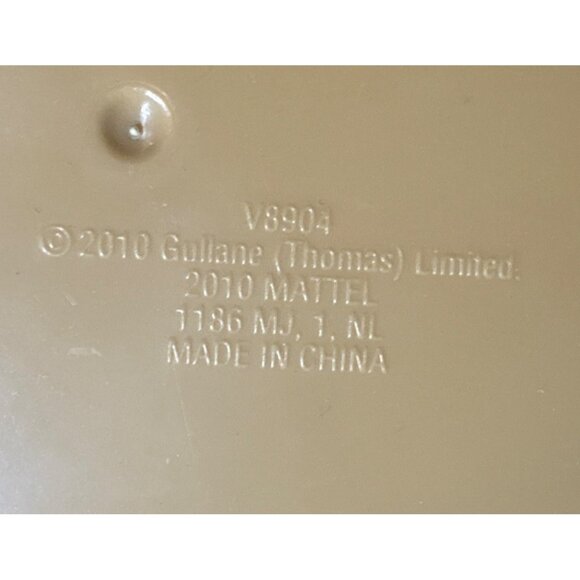 V8904
© 2010 Gullane (Thomas) Limited.
2010 MATTEL
1186 MJ, 1, NL
MADE IN CHINA